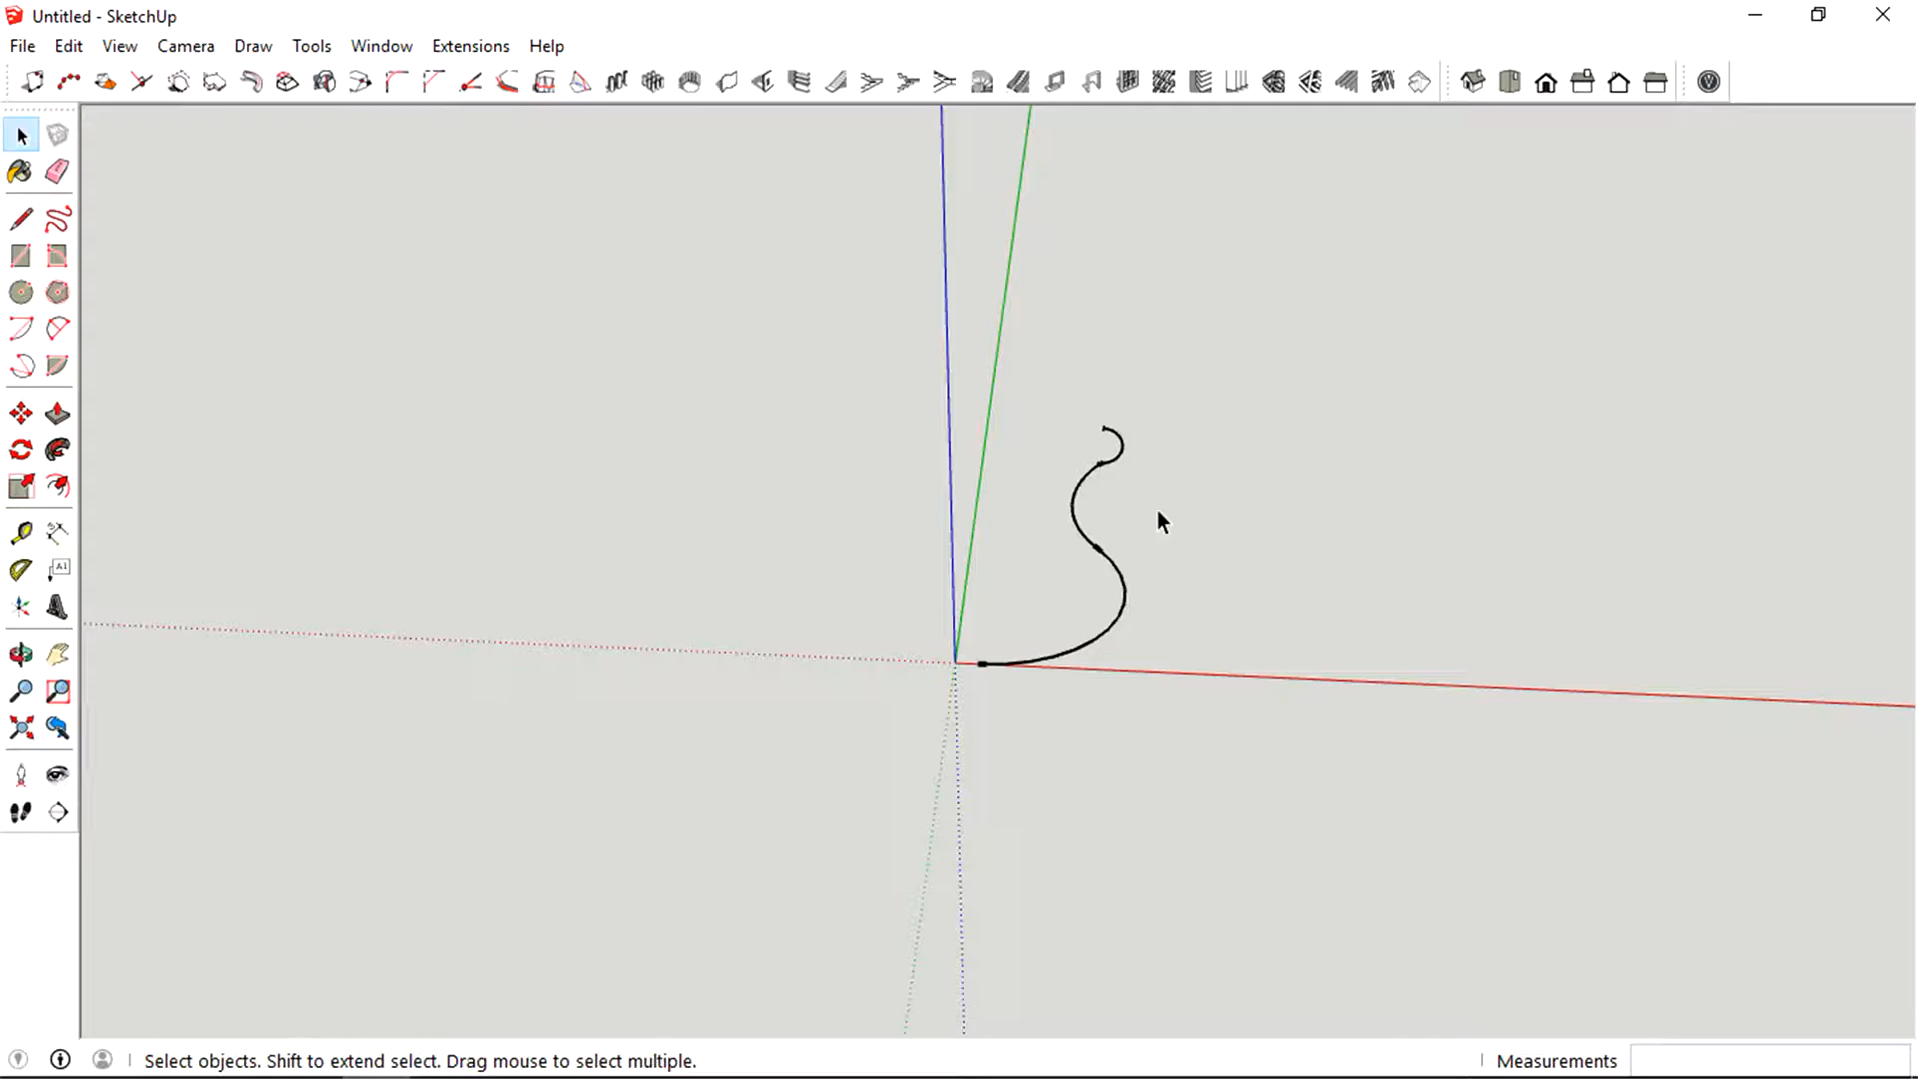 Untitled - SketchUp
File Edit View Camera Draw Tools Window Extensions Help
A1
Select objects. Shift to extend select. Drag mouse to select multiple.
Measurements